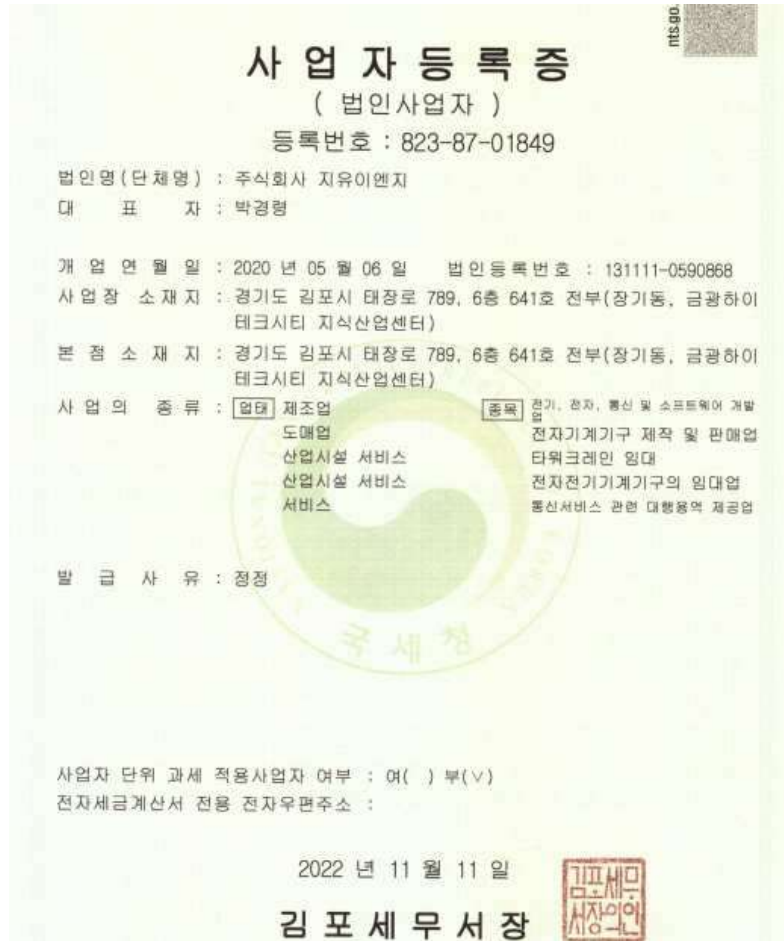 nts.go.
사업자등록증
( 법인사업자 )
등록번호 : 823-87-01849
법인명(단체명) : 주식회사 지유이엔지
대 표 자 : 박경령
개 업 연 월 일 : 2020 년 05 월 06 일 법인등록번호 : 131111-0590868
사업장 소재지 : 경기도 김포시 태장로 789, 6층 641호 전부(장기동, 금광하이
테크시티 지식산업센터)
본 점 소 재 지 : 경기도 김포시 태장로 789, 6층 641호 전부(장기동, 금광하이
테크시티 지식산업센터)
사 업 의 종 류 : 업태 제조업 종목 전기, 전자, 통신 및 소프트웨어 개발
업
도매업 전자기계기구 제작 및 판매업
산업시설 서비스 타워크레인 임대
산업시설 서비스 전자전기기계기구의 임대업
서비스 통신서비스 관련 대행용역 제공업
발 급 사 유 : 정정
국세청
사업자 단위 과세 적용사업자 여부 : 여( ) 부(∨)
전자세금계산서 전용 전자우편주소 :
2022 년 11 월 11 일
김포세무서장
김포세무
서장의인